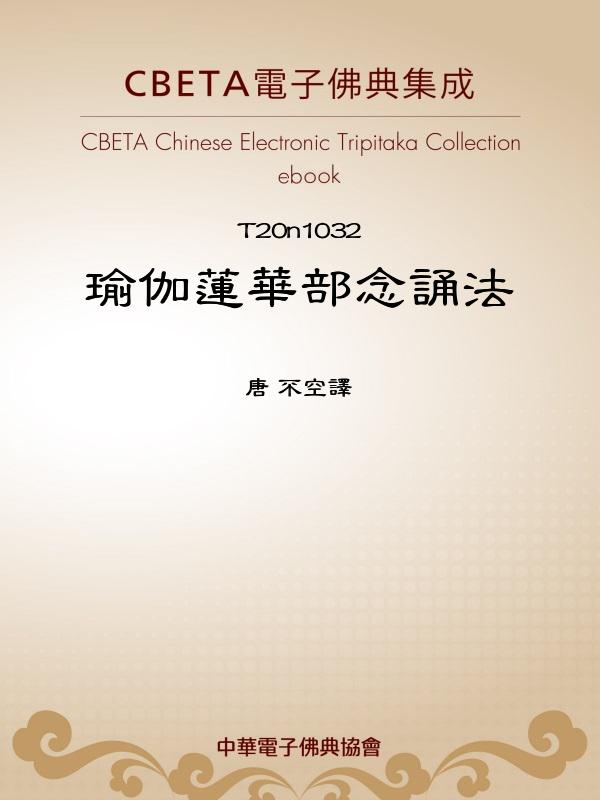 CBETA電子佛典集成
CBETA Chinese Electronic Tripitaka Collection
ebook
T20n1032
瑜伽蓮華部念誦法
唐 不空譯
中華電子佛典協會